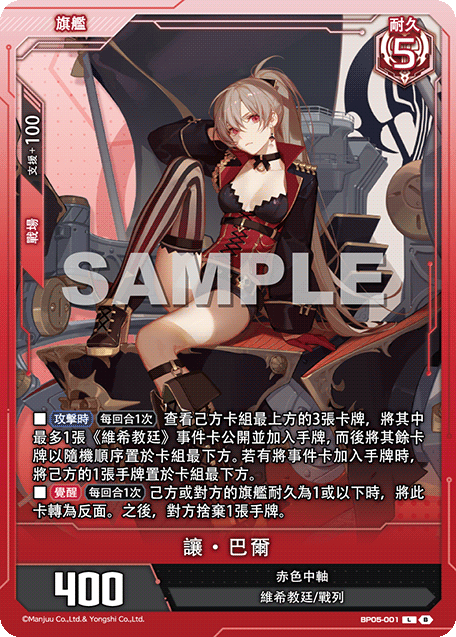 旗艦
耐久
5
支援+100
戰場
SAMPLE
■ 攻擊時 每回合1次 查看己方卡組最上方的3張卡牌，將其中
最多1張《維希教廷》事件卡公開並加入手牌，而後將其餘卡
牌以隨機順序置於卡組最下方。若有將事件卡加入手牌時，
將己方的1張手牌置於卡組最下方。
■ 覺醒 每回合1次 己方或對方的旗艦耐久為1或以下時，將此
卡轉為反面。之後，對方捨棄1張手牌。
讓・巴爾
400
赤色中軸
維希教廷/戰列
©Manjuu Co.,Ltd. & Yongshi Co.,Ltd.
BP05-001 L B